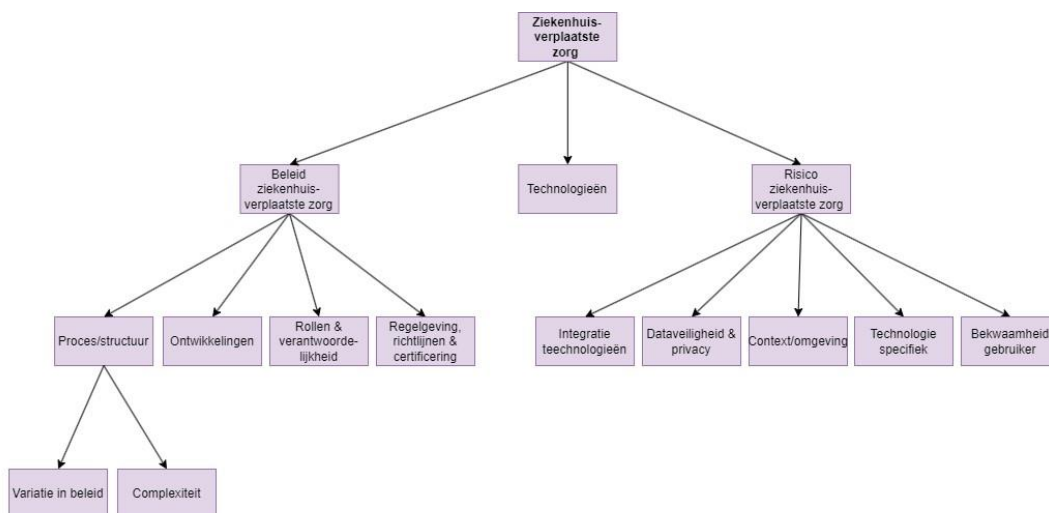 Ziekenhuis-
verplaatste
zorg
Beleid
ziekenhuis-
verplaatste zorg
Technologieën
Risico
ziekenhuis-
verplaatste zorg
Proces/structuur
Ontwikkelingen
Rollen &
verantwoorde-
lijkheid
Regelgeving,
richtlijnen &
certificering
Integratie
teechnologieën
Dataveiligheid &
privacy
Context/omgeving
Technologie
specifiek
Bekwaamheid
gebruiker
Variatie in beleid
Complexiteit